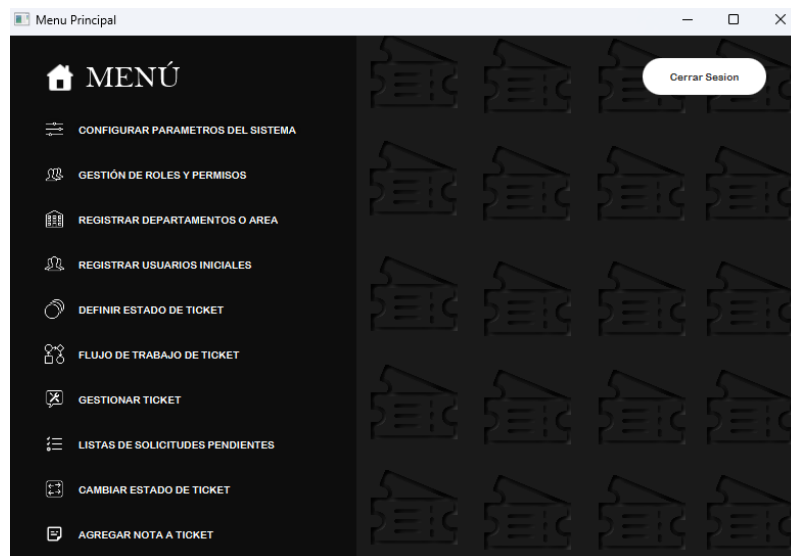 Menu Principal
MENÚ
Cerrar Sesion
CONFIGURAR PARAMETROS DEL SISTEMA
GESTIÓN DE ROLES Y PERMISOS
REGISTRAR DEPARTAMENTOS O AREA
REGISTRAR USUARIOS INICIALES
DEFINIR ESTADO DE TICKET
FLUJO DE TRABAJO DE TICKET
GESTIONAR TICKET
LISTAS DE SOLICITUDES PENDIENTES
CAMBIAR ESTADO DE TICKET
AGREGAR NOTA A TICKET